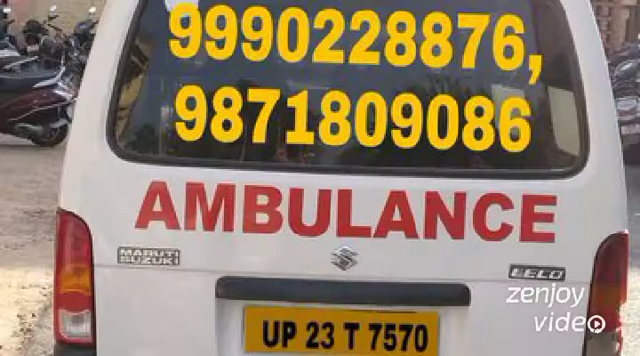 9990228876,
9871809086
AMBULANCE
MARUTI
SUZUKI
EECO
UP 23 T 7570
zenjoy
video